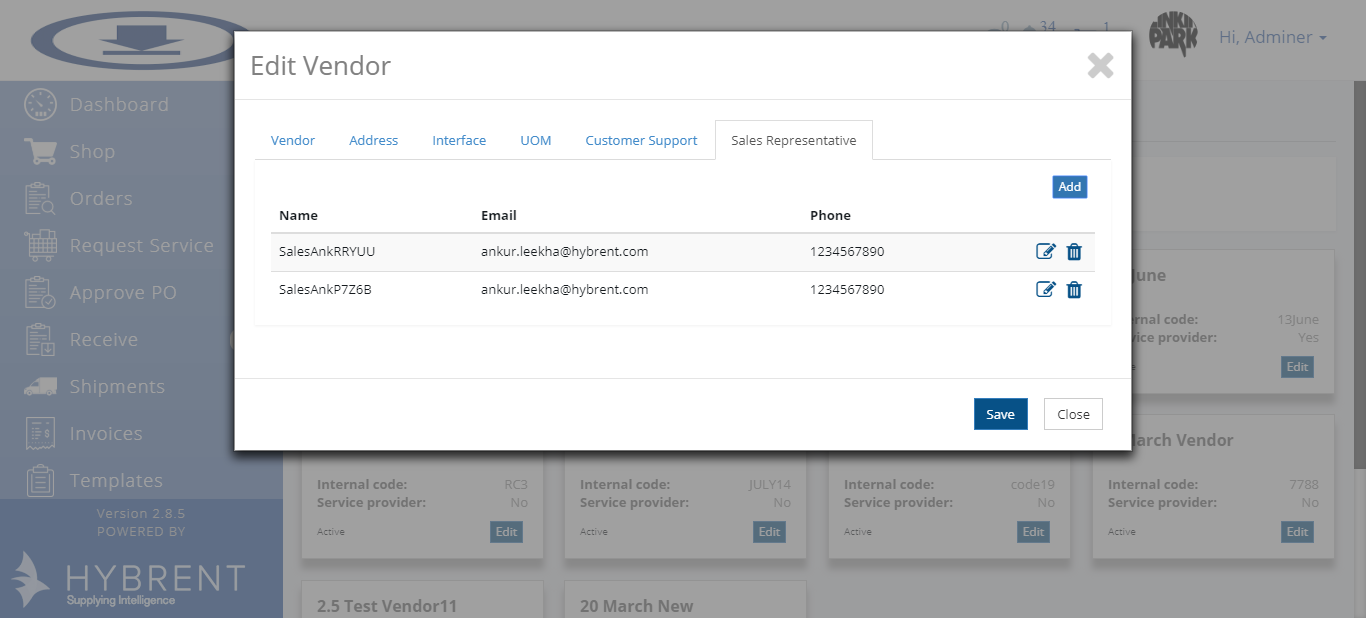 0 34 1
LINKIN PARK
Hi, Adminer
Edit Vendor
Dashboard
Shop
Orders
Request Service
Approve PO
Receive
Shipments
Invoices
Templates
Version 2.8.5
POWERED BY
HYBRENT
Supplying Intelligence
Vendor Address Interface UOM Customer Support Sales Representative
Add
Name Email Phone
SalesAnkRRYUU ankur.leekha@hybrent.com 1234567890
SalesAnkP7Z6B ankur.leekha@hybrent.com 1234567890
Save Close
une
rnal code: 13June
ice provider: Yes
Edit
arch Vendor
Internal code: RC3
Service provider: No
Active Edit
Internal code: JULY14
Service provider: No
Active Edit
Internal code: code19
Service provider: No
Active Edit
Internal code: 7788
Service provider: No
Active Edit
2.5 Test Vendor11
20 March New